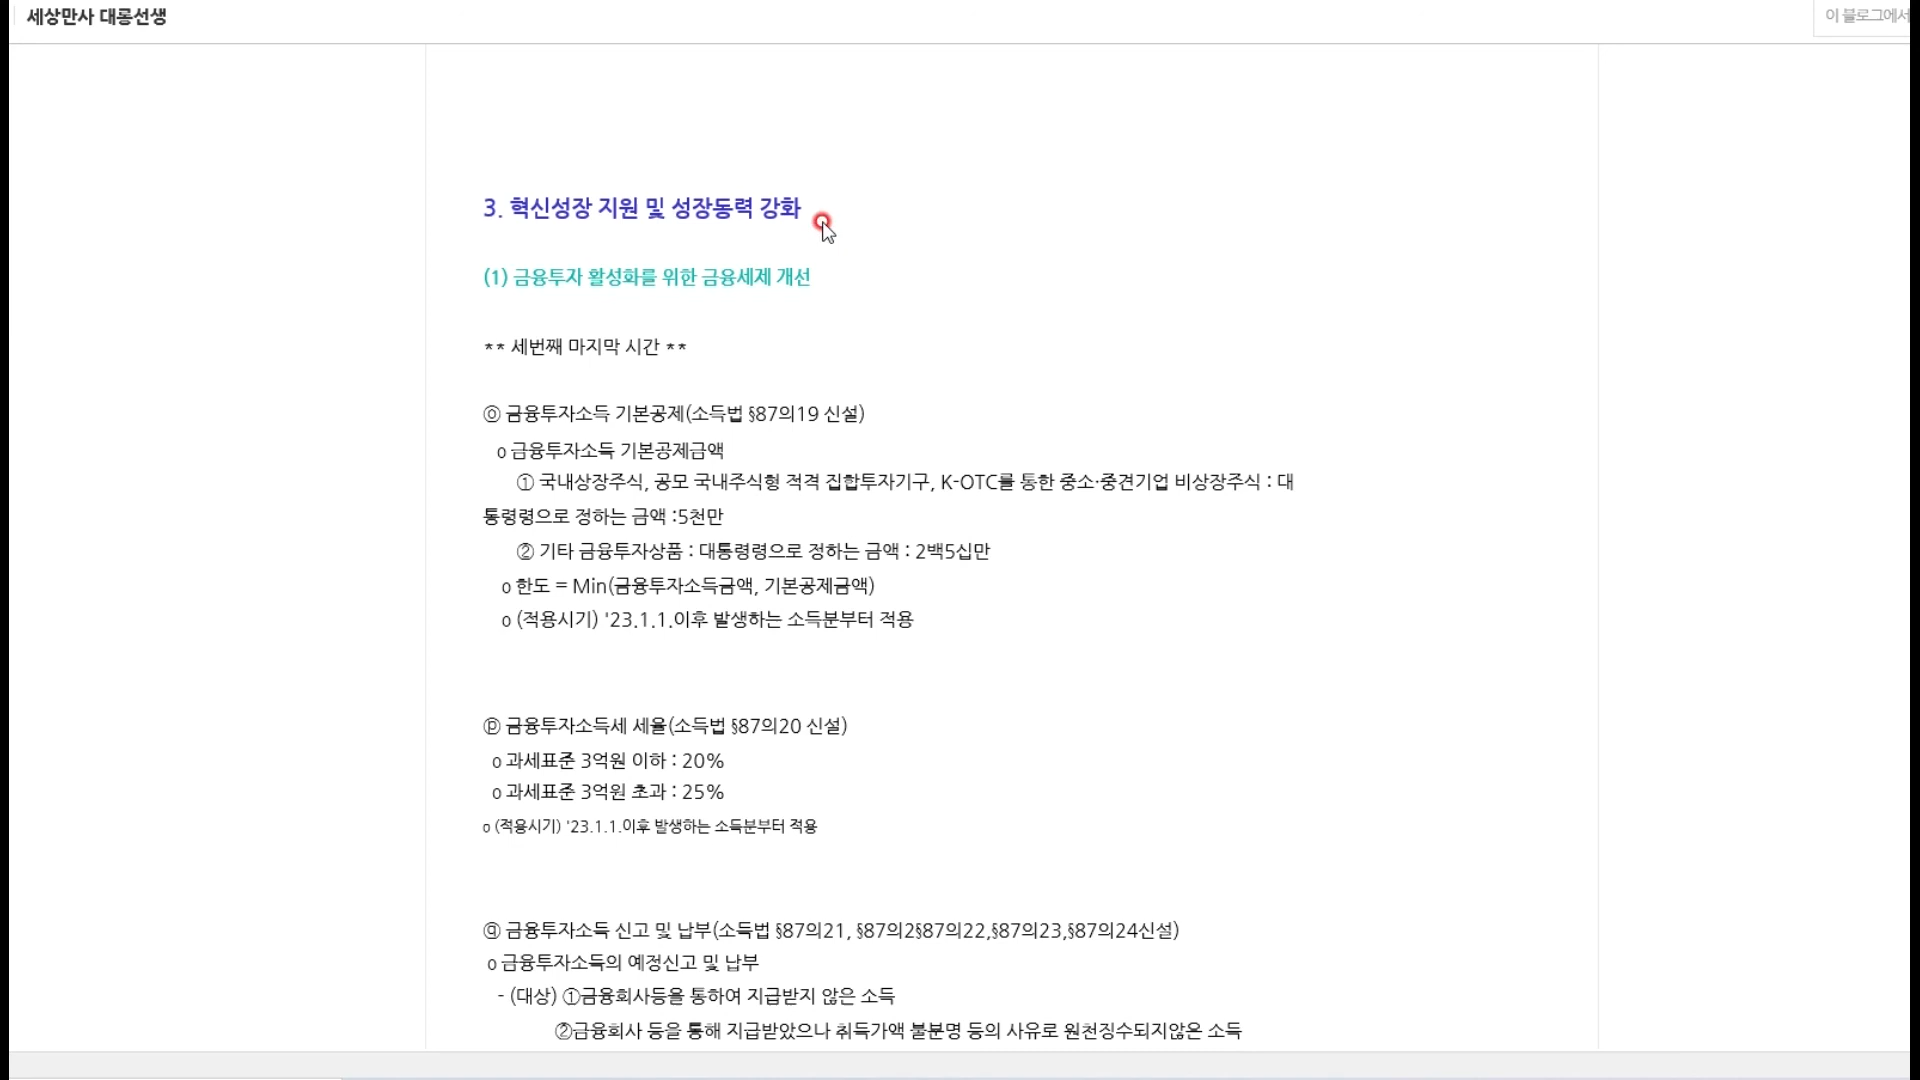 세상만사 대롱선생
이 블로그에서
3. 혁신성장 지원 및 성장동력 강화
(1) 금융투자 활성화를 위한 금융세제 개선
** 세번째 마지막 시간 **
ⓞ 금융투자소득 기본공제(소득법 §87의19 신설)
o 금융투자소득 기본공제금액
① 국내상장주식, 공모 국내주식형 적격 집합투자기구, K-OTC를 통한 중소·중견기업 비상장주식 : 대
통령령으로 정하는 금액 :5천만
② 기타 금융투자상품 : 대통령령으로 정하는 금액 : 2백5십만
o 한도 = Min(금융투자소득금액, 기본공제금액)
o (적용시기) '23.1.1.이후 발생하는 소득분부터 적용
ⓟ 금융투자소득세 세율(소득법 §87의20 신설)
o 과세표준 3억원 이하 : 20%
o 과세표준 3억원 초과 : 25%
o (적용시기) '23.1.1.이후 발생하는 소득분부터 적용
ⓠ 금융투자소득 신고 및 납부(소득법 §87의21, §87의2§87의22,§87의23,§87의24신설)
o 금융투자소득의 예정신고 및 납부
- (대상) ①금융회사등을 통하여 지급받지 않은 소득
②금융회사 등을 통해 지급받았으나 취득가액 불분명 등의 사유로 원천징수되지않은 소득